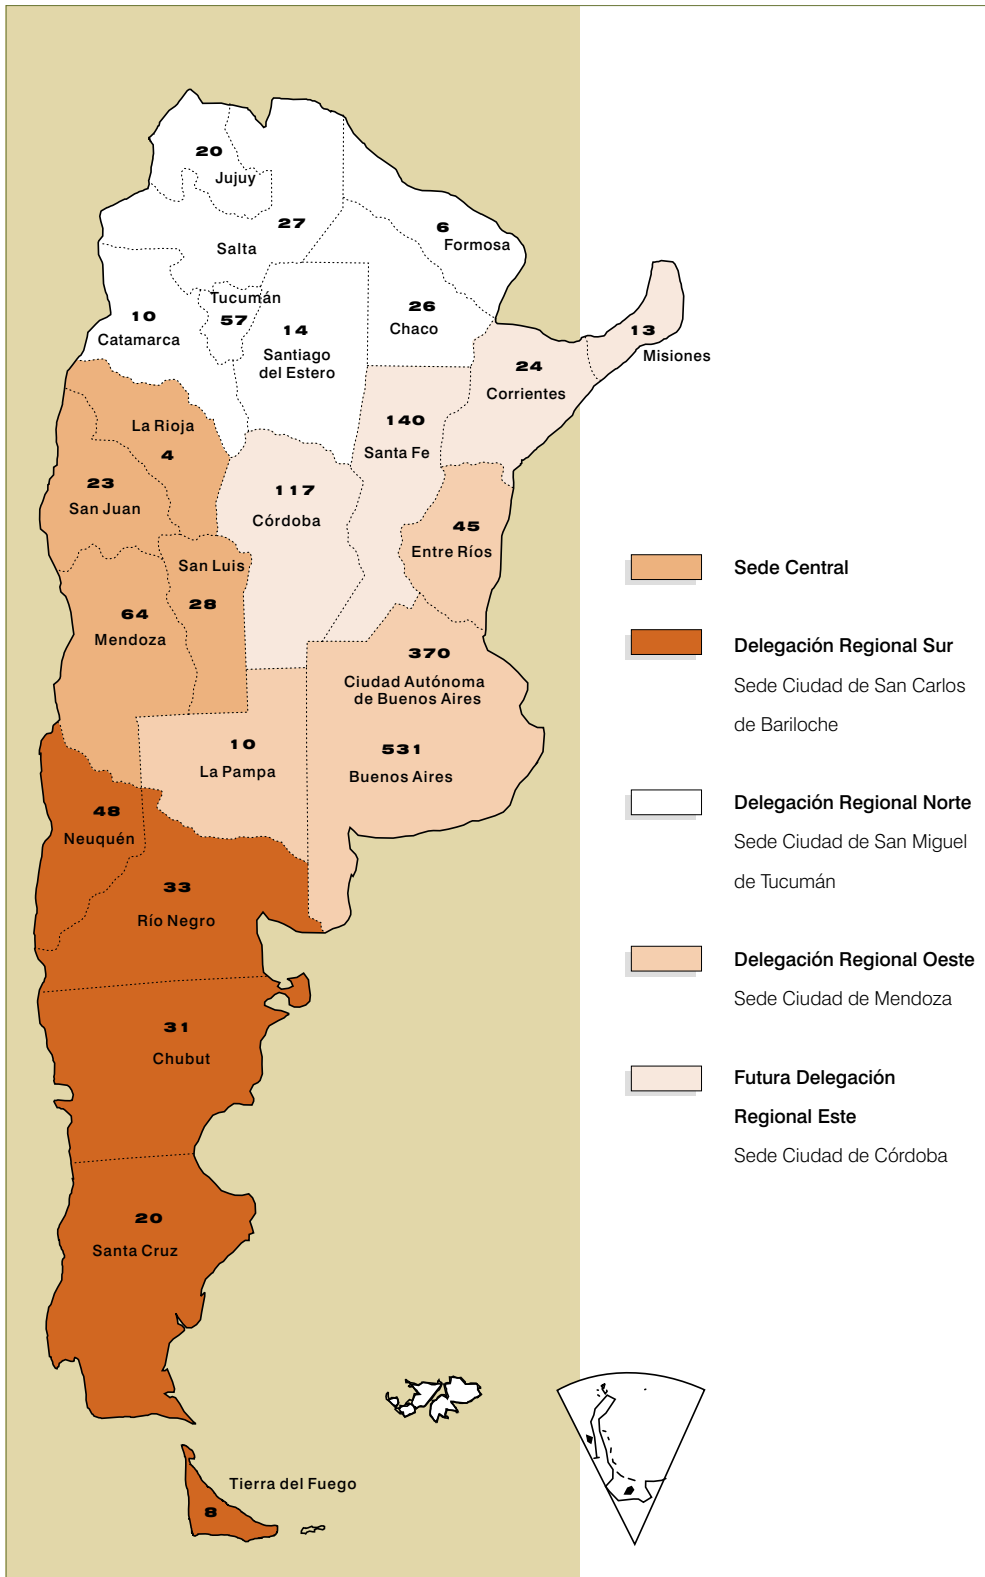 20
Jujuy
27
Salta
6
Formosa
Tucumán
57
10
Catamarca
14
Santiago
del Estero
26
Chaco
13
Misiones
24
Corrientes
La Rioja
4
140
Santa Fe
23
San Juan
117
Córdoba
45
Entre Ríos
San Luis
28
64
Mendoza
370
Ciudad Autónoma
de Buenos Aires
10
La Pampa
531
Buenos Aires
48
Neuquén
33
Río Negro
31
Chubut
20
Santa Cruz
Tierra del Fuego
8
Sede Central
Delegación Regional Sur
Sede Ciudad de San Carlos
de Bariloche
Delegación Regional Norte
Sede Ciudad de San Miguel
de Tucumán
Delegación Regional Oeste
Sede Ciudad de Mendoza
Futura Delegación
Regional Este
Sede Ciudad de Córdoba